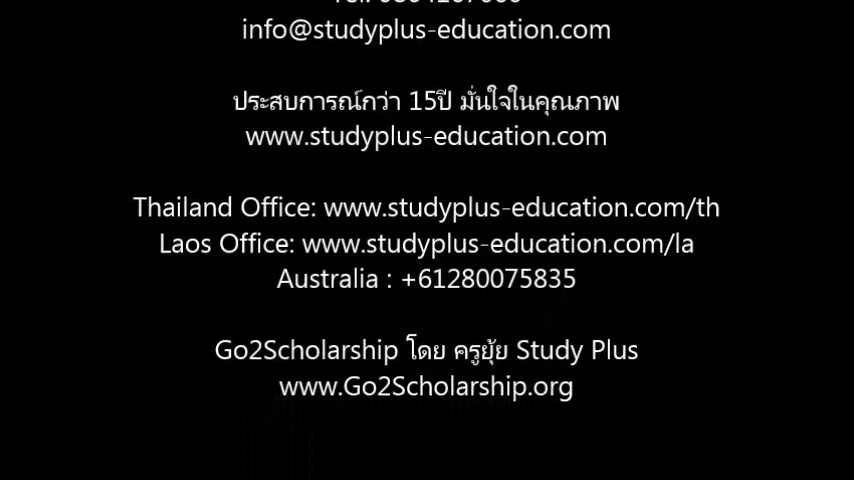 info@studyplus-education.com
ประสบการณ์กว่า 15ปี มั่นใจในคุณภาพ
www.studyplus-education.com
Thailand Office: www.studyplus-education.com/th
Laos Office: www.studyplus-education.com/la
Australia : +61280075835
Go2Scholarship โดย ครูยุ้ย Study Plus
www.Go2Scholarship.org